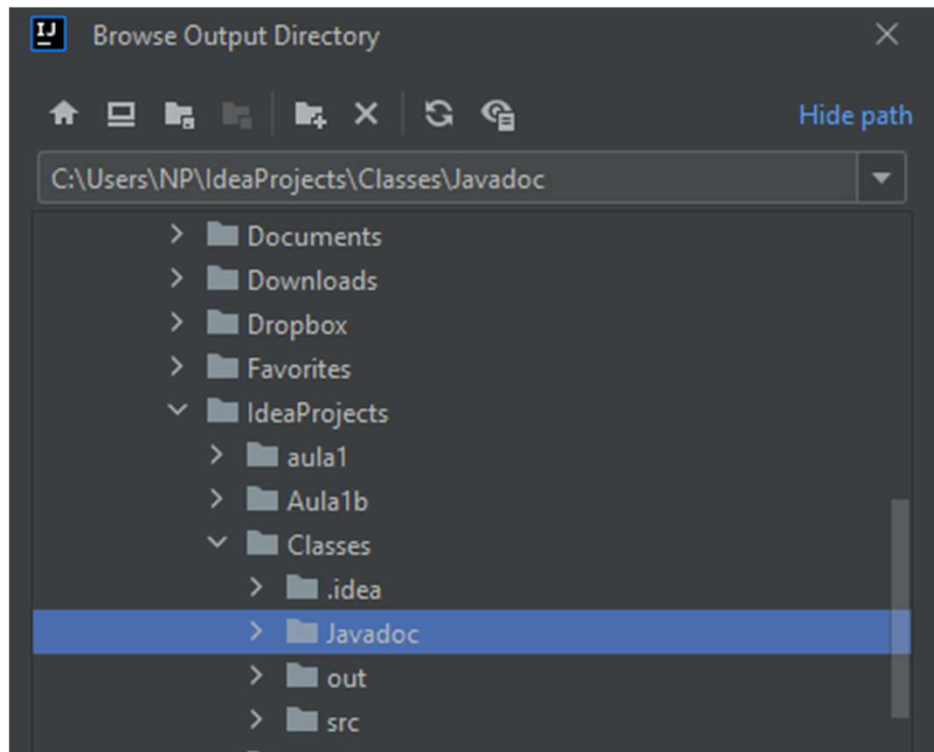 IJ
Browse Output Directory
Hide path
C:\Users\NP\IdeaProjects\Classes\Javadoc
Documents
Downloads
Dropbox
Favorites
IdeaProjects
aula1
Aula1b
Classes
.idea
Javadoc
out
src